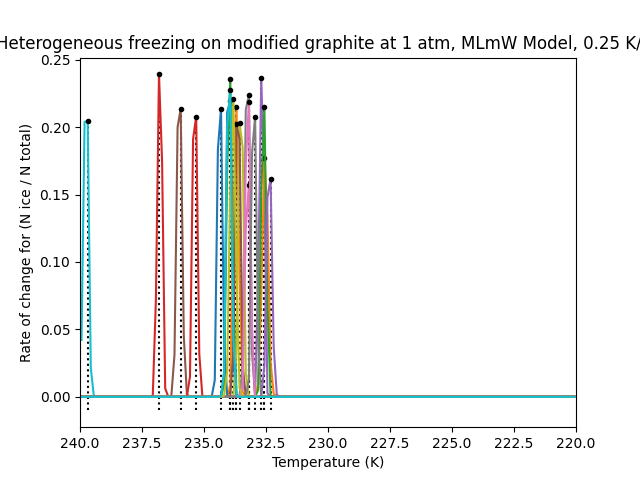 Heterogeneous freezing on modified graphite at 1 atm, MLmW Model, 0.25 K/
0.25
0.20
0.15
0.10
0.05
0.00
Rate of change for (N ice / N total)
240.0 237.5 235.0 232.5 230.0 227.5 225.0 222.5 220.0
Temperature (K)